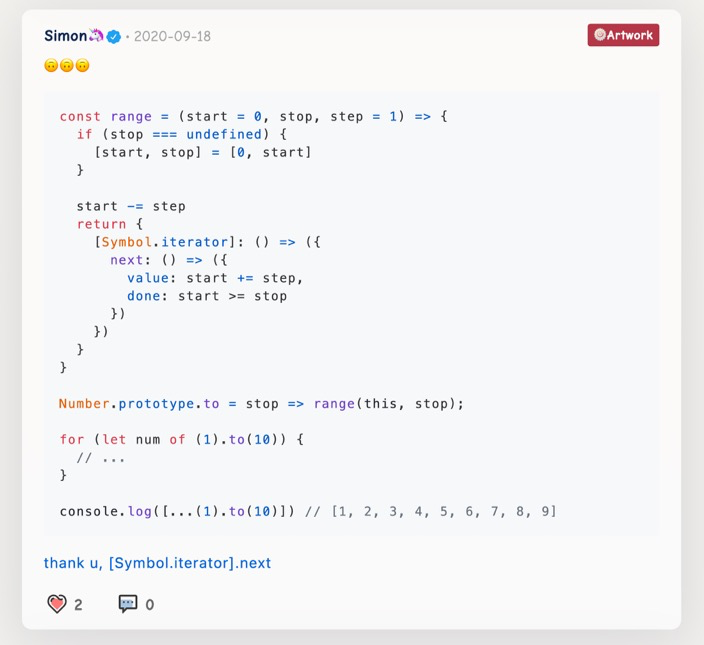 Simon🦄 · 2020-09-18
Artwork
🙃🙃🙃
const range = (start = 0, stop, step = 1) => {
  if (stop === undefined) {
    [start, stop] = [0, start]
  }

  start -= step
  return {
    [Symbol.iterator]: () => ({
      next: () => ({
        value: start += step,
        done: start >= stop
      })
    })
  }
}

Number.prototype.to = stop => range(this, stop);

for (let num of (1).to(10)) {
  // ...
}

console.log([...(1).to(10)]) // [1, 2, 3, 4, 5, 6, 7, 8, 9]
thank u, [Symbol.iterator].next
2 0